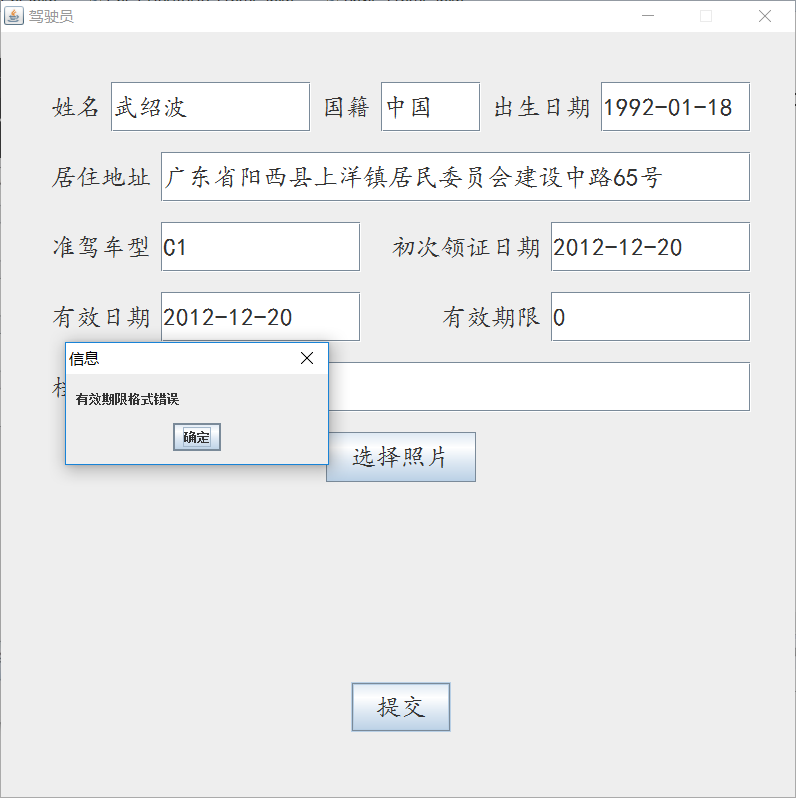 驾驶员
姓名 武绍波 国籍 中国 出生日期 1992-01-18
居住地址 广东省阳西县上洋镇居民委员会建设中路65号
准驾车型 C1 初次领证日期 2012-12-20
有效日期 2012-12-20 有效期限 0
信息
有效期限格式错误
确定
选择照片
提交